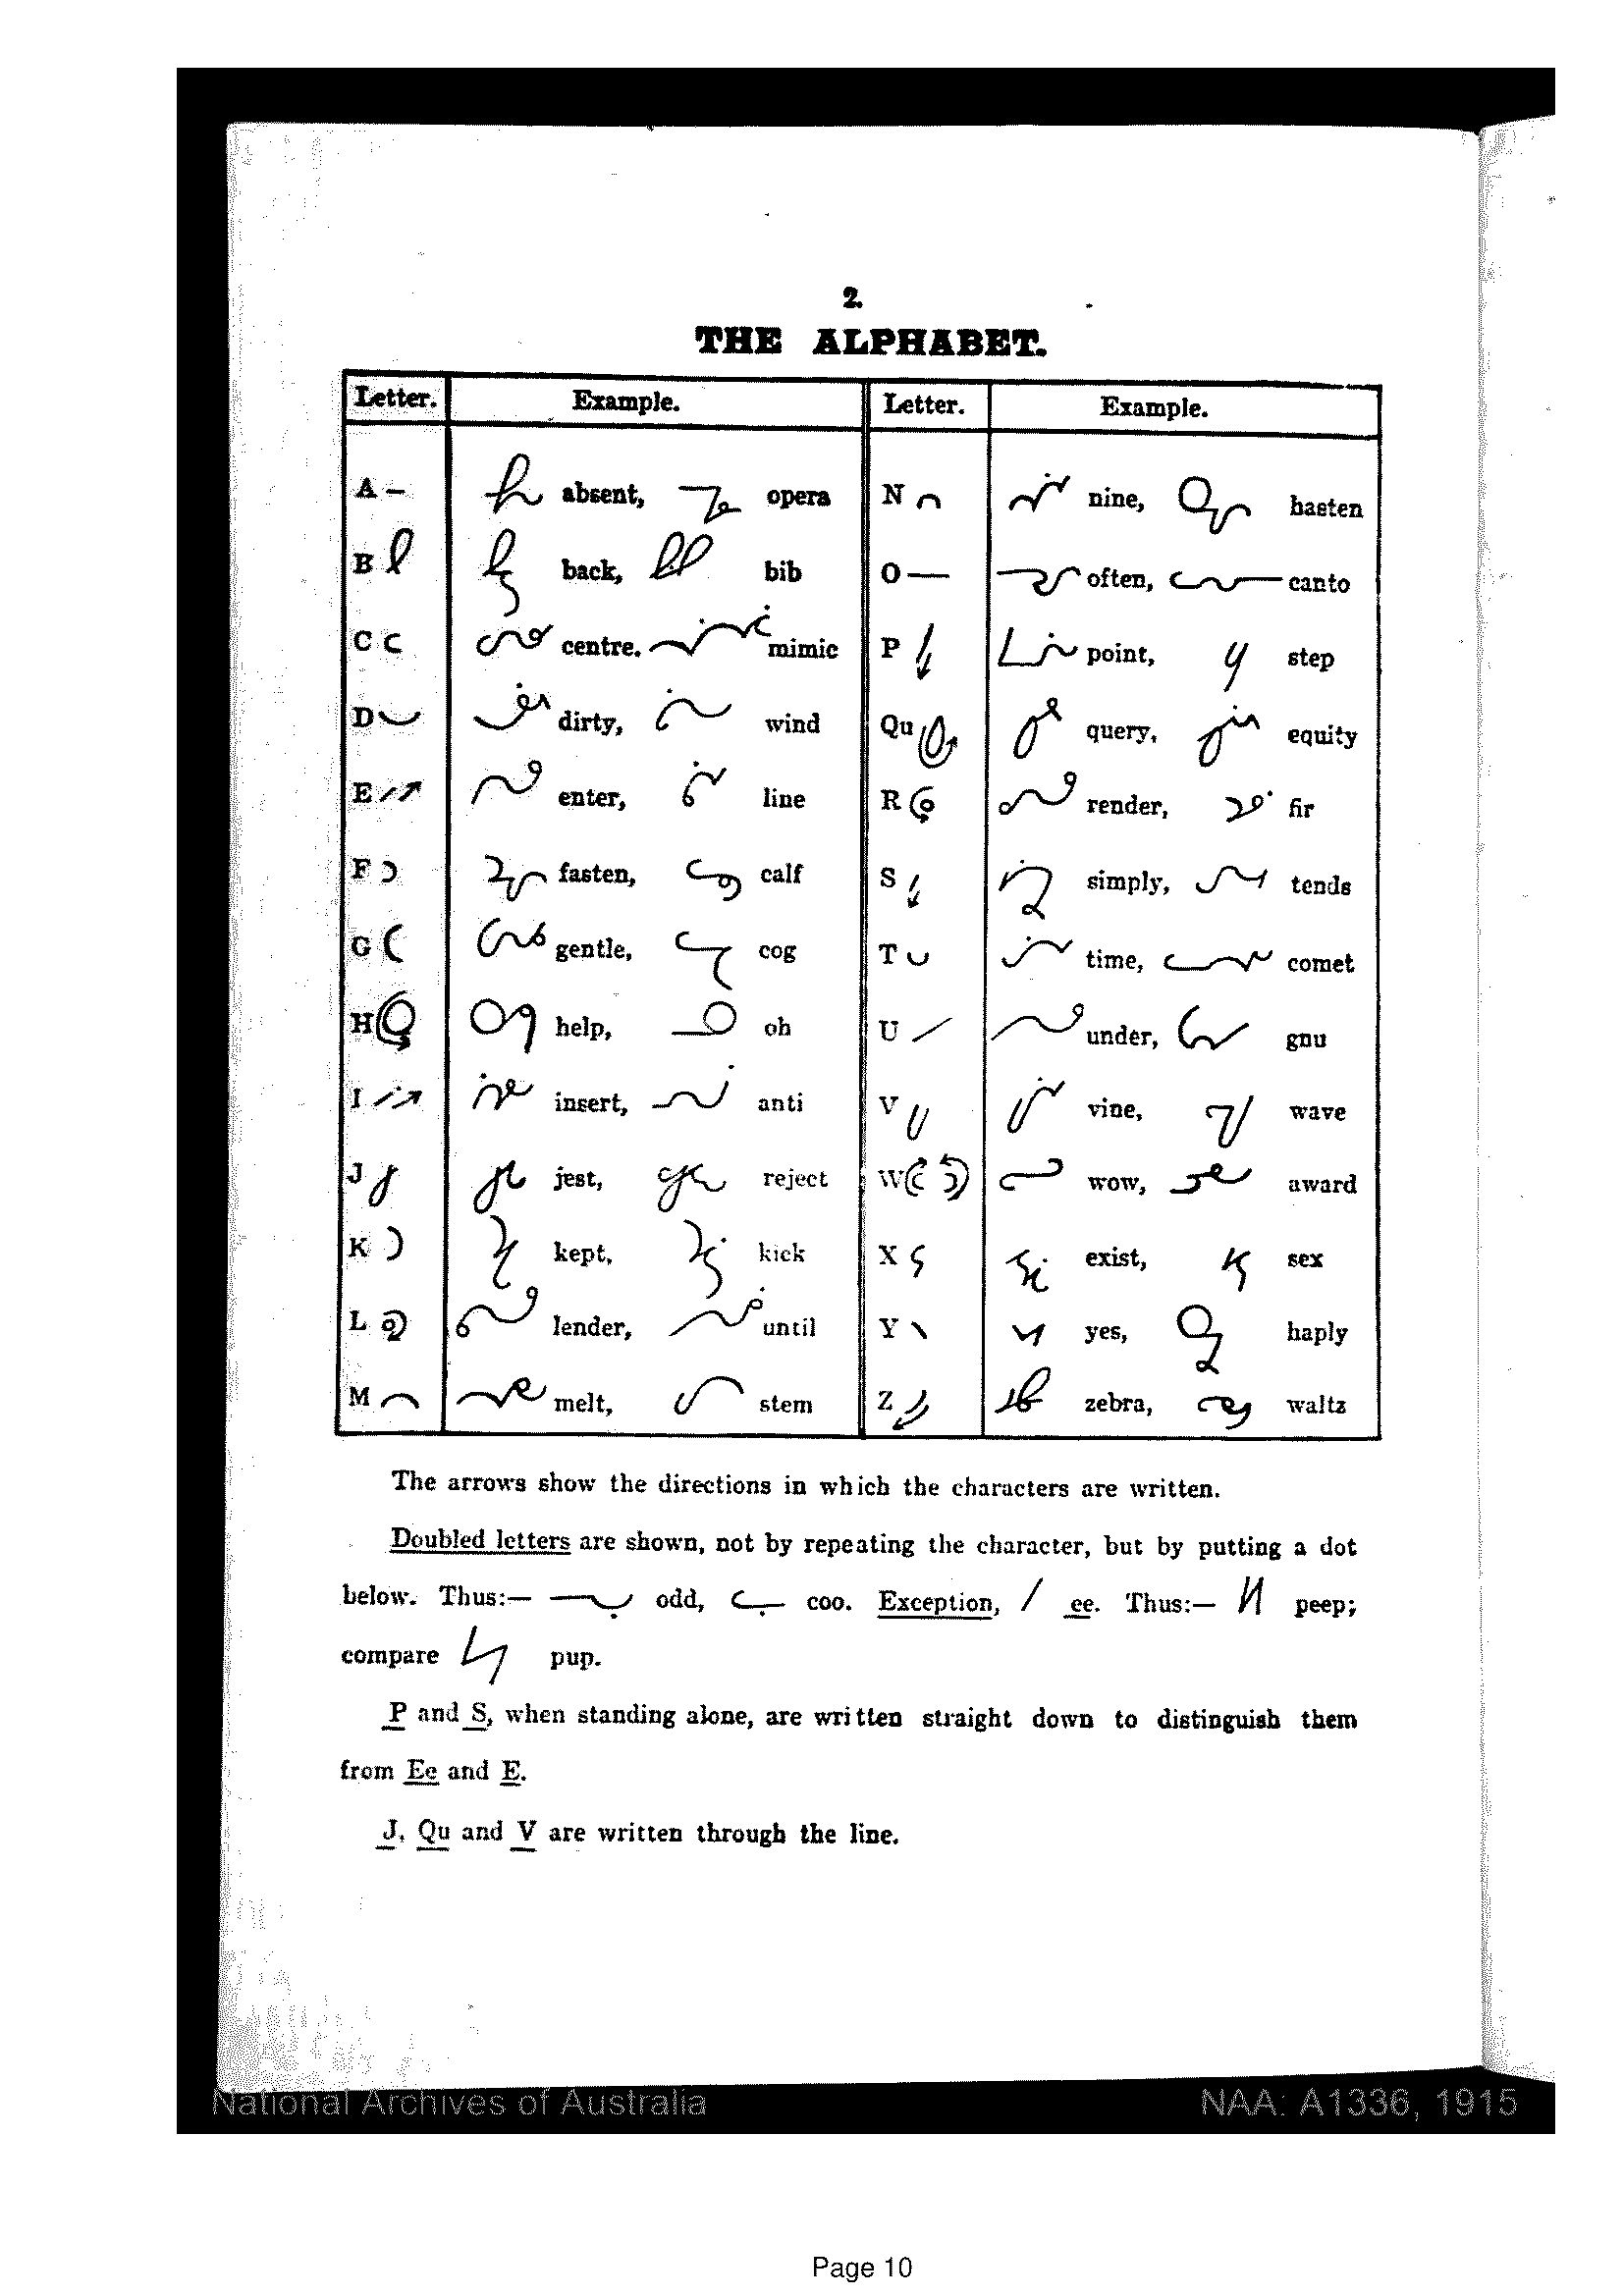 2.
THE ALPHABET.
Letter. Example. Letter. Example.
A absent, opera N nine, hasten
B back, bib O often, canto
C centre. mimic P point, step
D dirty, wind Qu query, equity
E enter, line R render, fir
F fasten, calf S simply, tends
G gentle, cog T time, comet
H help, oh U under, gnu
I insert, anti V vine, wave
J jest, reject W wow, award
K kept, kick X exist, sex
L lender, until Y yes, haply
M melt, stem Z zebra, waltz
The arrows show the directions in which the characters are written.
Doubled letters are shown, not by repeating the character, but by putting a dot
below. Thus:— odd, coo. Exception, ee. Thus:— peep;
compare pup.
P and S, when standing alone, are written straight down to distinguish them
from Ee and E.
J, Qu and V are written through the line.
National Archives of Australia NAA: A1336, 1915
Page 10